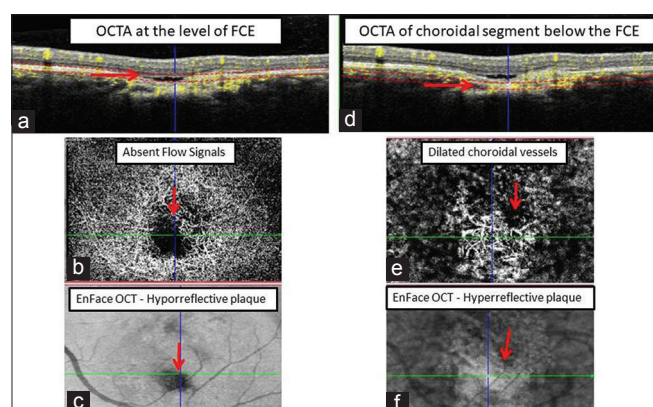 OCTA at the level of FCE
OCTA of choroidal segment below the FCE
a
d
Absent Flow Signals
Dilated choroidal vessels
b
e
EnFace OCT - Hyporreflective plaque
EnFace OCT - Hyperreflective plaque
c
f